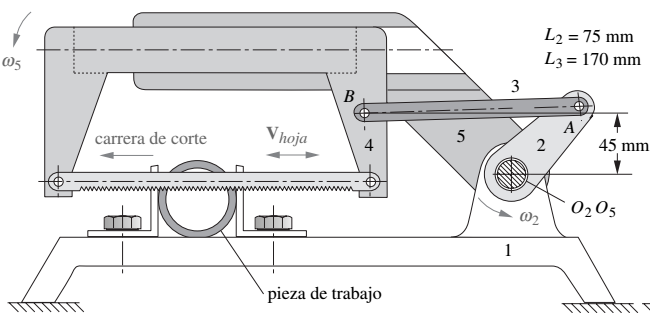 L2 = 75 mm
L3 = 170 mm
ω5
3
B
A
carrera de corte
Vhoja
4
5
2
45 mm
ω2
O2 O5
1
pieza de trabajo